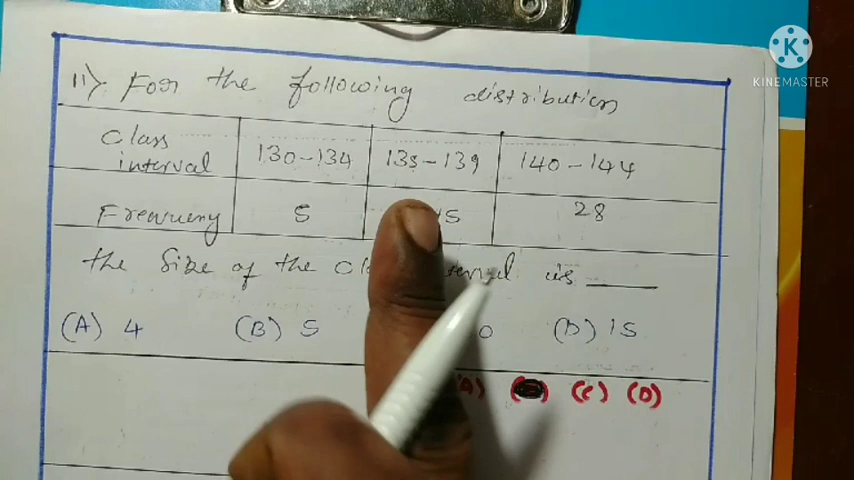 11) For the following distribution
Class interval 130-134 135-139 140-144
Frequency 5 28
the Size of the is ____
(A) 4 (B) 5 (D) 15
(C) (D)
KINEMASTER